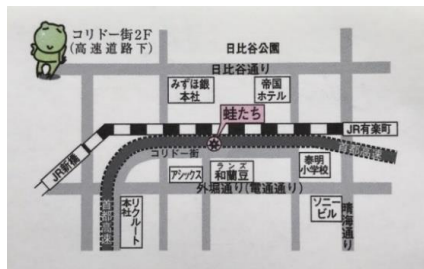 コリドー街2F
(高速道路下)
日比谷公園
日比谷通り
みずほ銀
本社
帝国
ホテル
蛙たち
JR有楽町
JR新橋
コリドー街
首都高速
アシックス
ランズ
和蘭豆
泰明
小学校
外堀通り(電通通り)
首都高速
リクルート
本社
ソニー
ビル
晴海通り